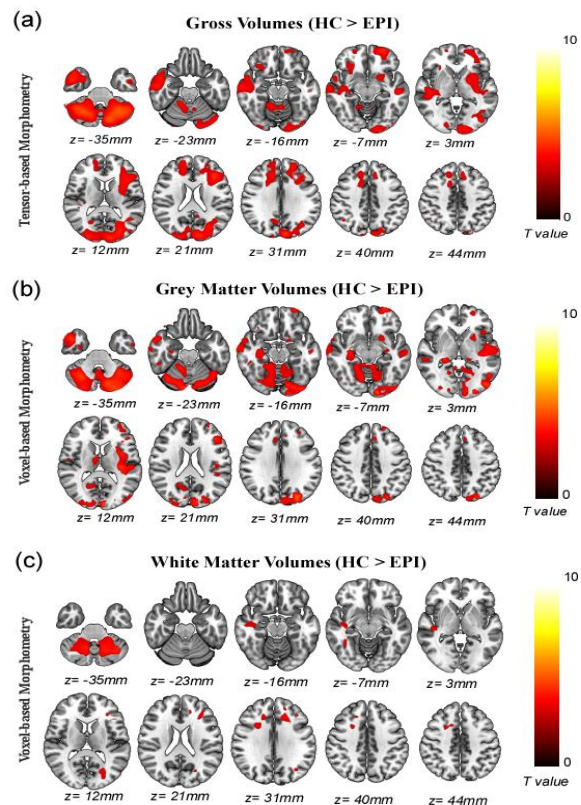 (a)
Gross Volumes (HC > EPI)
Tensor-based Morphometry
z= -35mm z= -23mm z= -16mm z= -7mm z= 3mm
z= 12mm z= 21mm z= 31mm z= 40mm z= 44mm
10
0
T value
(b)
Grey Matter Volumes (HC > EPI)
Voxel-based Morphometry
z= -35mm z= -23mm z= -16mm z= -7mm z= 3mm
z= 12mm z= 21mm z= 31mm z= 40mm z= 44mm
10
0
T value
(c)
White Matter Volumes (HC > EPI)
Voxel-based Morphometry
z= -35mm z= -23mm z= -16mm z= -7mm z= 3mm
z= 12mm z= 21mm z= 31mm z= 40mm z= 44mm
10
0
T value